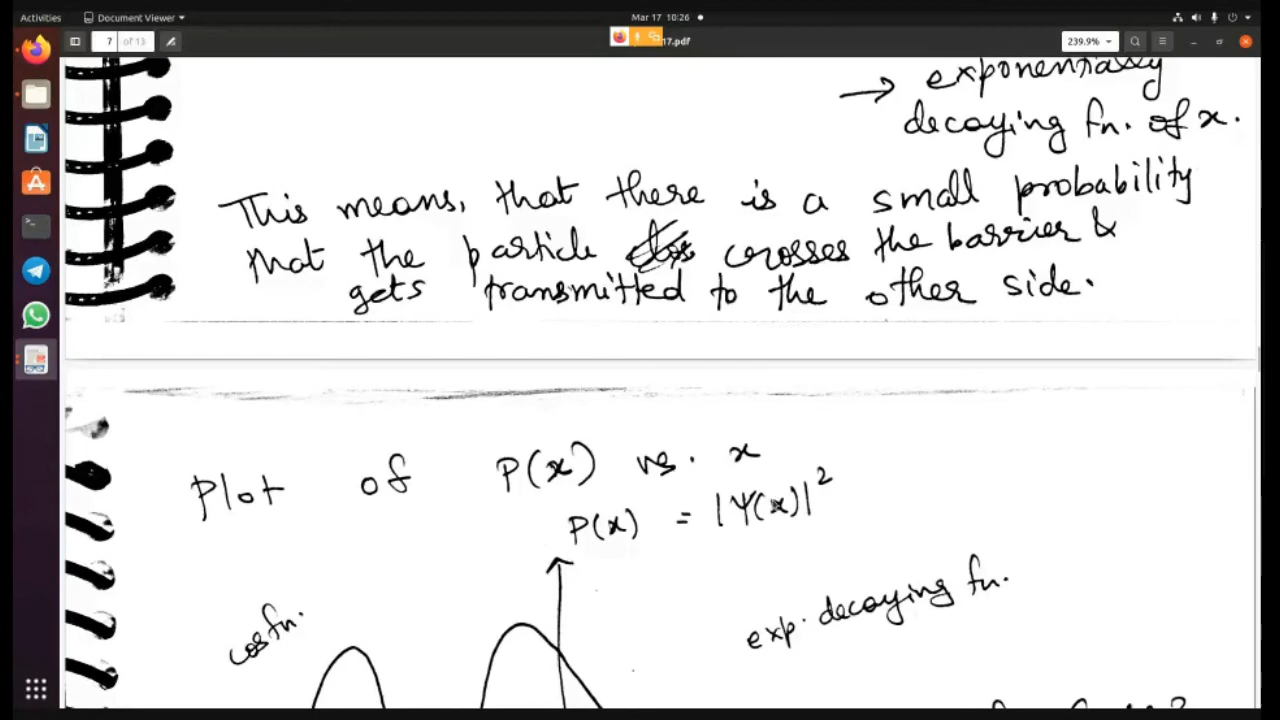 Activities
Document Viewer
Mar 17 10:26
7
of 13
17.pdf
239.9%
→ exponentially
decaying fn. of x.
This means, that there is a small probability
that the particle crosses the barrier &
gets transmitted to the other side.
Plot of P(x) vs. x
P(x) = |Ψ(x)|²
cos fn.
exp. decaying fn.